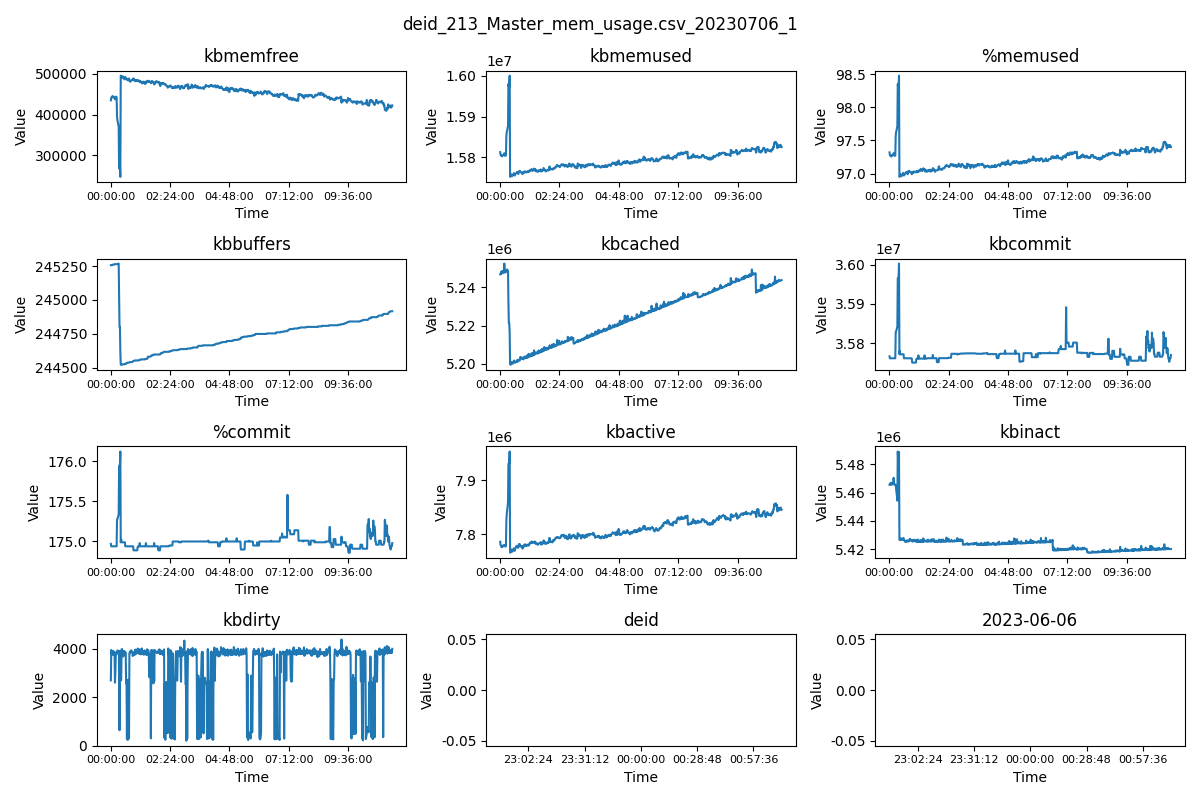 deid_213_Master_mem_usage.csv_20230706_1
kbmemfree
500000
400000
300000
Value
00:00:00 02:24:00 04:48:00 07:12:00 09:36:00
Time
kbmemused
1e7
1.60
1.59
1.58
Value
00:00:00 02:24:00 04:48:00 07:12:00 09:36:00
Time
%memused
98.5
98.0
97.5
97.0
Value
00:00:00 02:24:00 04:48:00 07:12:00 09:36:00
Time
kbbuffers
245250
245000
244750
244500
Value
00:00:00 02:24:00 04:48:00 07:12:00 09:36:00
Time
kbcached
1e6
5.24
5.22
5.20
Value
00:00:00 02:24:00 04:48:00 07:12:00 09:36:00
Time
kbcommit
1e7
3.60
3.59
3.58
Value
00:00:00 02:24:00 04:48:00 07:12:00 09:36:00
Time
%commit
176.0
175.5
175.0
Value
00:00:00 02:24:00 04:48:00 07:12:00 09:36:00
Time
kbactive
1e6
7.9
7.8
Value
00:00:00 02:24:00 04:48:00 07:12:00 09:36:00
Time
kbinact
1e6
5.48
5.46
5.44
5.42
Value
00:00:00 02:24:00 04:48:00 07:12:00 09:36:00
Time
kbdirty
4000
2000
0
Value
00:00:00 02:24:00 04:48:00 07:12:00 09:36:00
Time
deid
0.05
0.00
-0.05
Value
23:02:24 23:31:12 00:00:00 00:28:48 00:57:36
Time
2023-06-06
0.05
0.00
-0.05
Value
23:02:24 23:31:12 00:00:00 00:28:48 00:57:36
Time